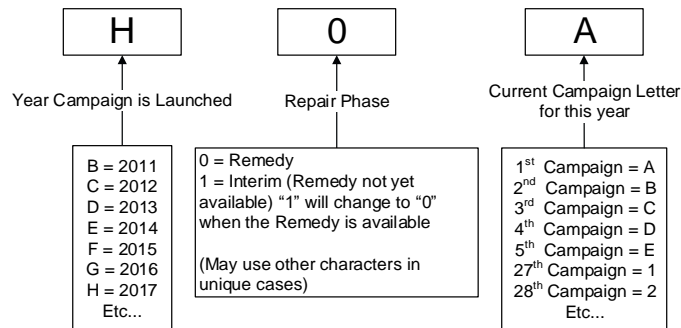 H
0
A
Year Campaign is Launched
Repair Phase
Current Campaign Letter
for this year
B = 2011
C = 2012
D = 2013
E = 2014
F = 2015
G = 2016
H = 2017
Etc...
0 = Remedy
1 = Interim (Remedy not yet
available) “1” will change to “0”
when the Remedy is available
(May use other characters in
unique cases)
1st Campaign = A
2nd Campaign = B
3rd Campaign = C
4th Campaign = D
5th Campaign = E
27th Campaign = 1
28th Campaign = 2
Etc...